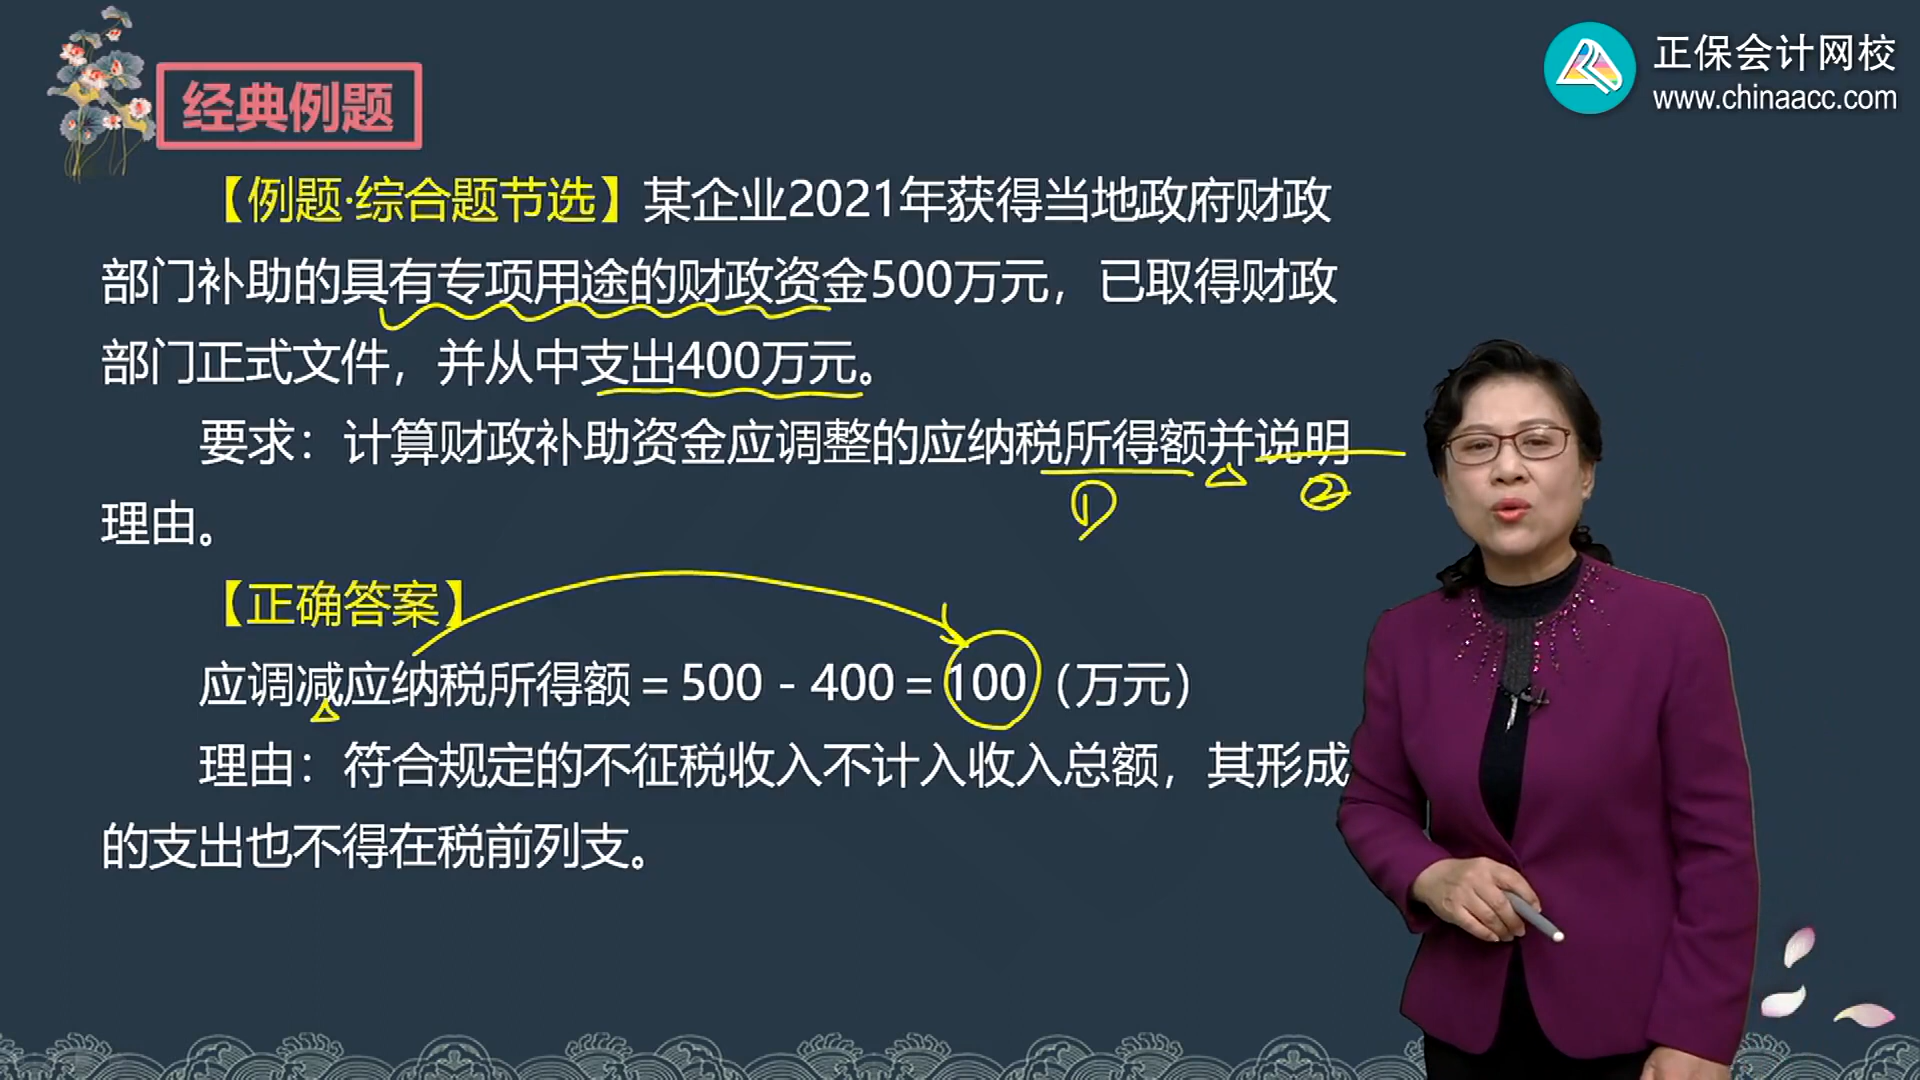 正保会计网校
www.chinaacc.com
经典例题
【例题·综合题节选】某企业2021年获得当地政府财政
部门补助的具有专项用途的财政资金500万元，已取得财政
部门正式文件，并从中支出400万元。
要求：计算财政补助资金应调整的应纳税所得额并说明
① ②
理由。
【正确答案】
应调减应纳税所得额＝500－400＝100（万元）
理由：符合规定的不征税收入不计入收入总额，其形成
的支出也不得在税前列支。